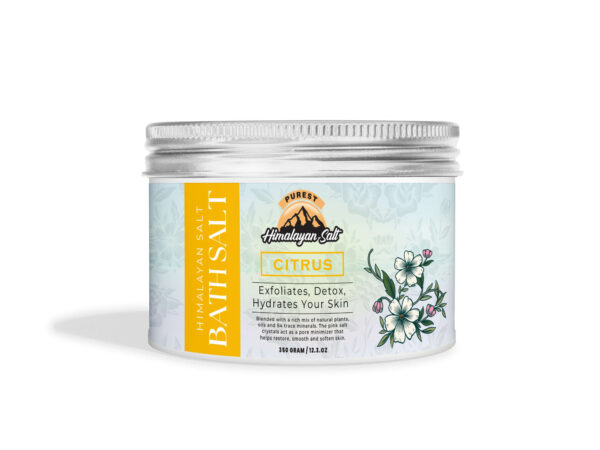 HIMALAYAN SALT
BATH SALT
PUREST
Himalayan Salt
CITRUS
Exfoliates, Detox,
Hydrates Your Skin
Blended with a rich mix of natural plants,
oils and 84 trace minerals. The pink salt
crystals act as a pore minimizer that
helps restore, smooth and soften skin.
350 GRAM / 12.3.OZ